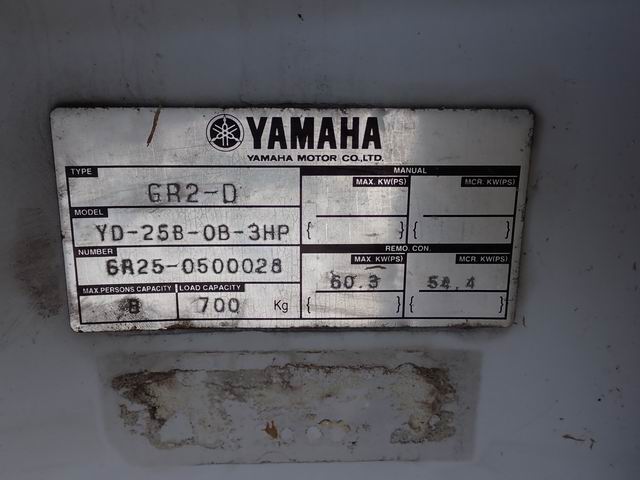 YAMAHA
YAMAHA MOTOR CO.,LTD.
TYPE
GR2-D
MODEL
YD-25B-0B-3HP
NUMBER
6R25-0500028
MAX.PERSONS CAPACITY
LOAD CAPACITY
700 Kg
MANUAL
MAX. KW(PS) MCR. KW(PS)
{ } { }
REMO. CON.
MAX. KW(PS) MCR. KW(PS)
60.3 54.4
{ } { }